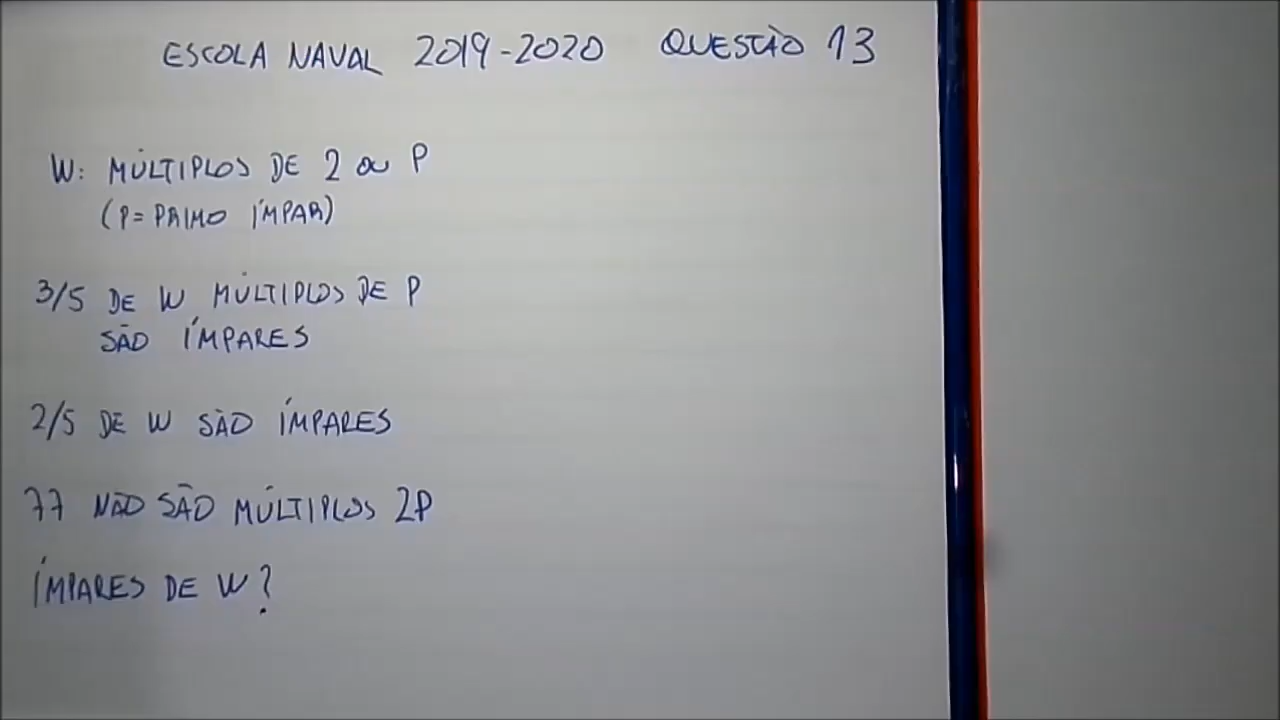 ESCOLA NAVAL 2019-2020 QUESTÃO 13
W: MÚLTIPLOS DE 2 OU P
(P= PRIMO ÍMPAR)
3/5 DE W MÚLTIPLOS DE P
SÃO ÍMPARES
2/5 DE W SÃO ÍMPARES
77 NÃO SÃO MÚLTIPLOS 2P
ÍMPARES DE W?